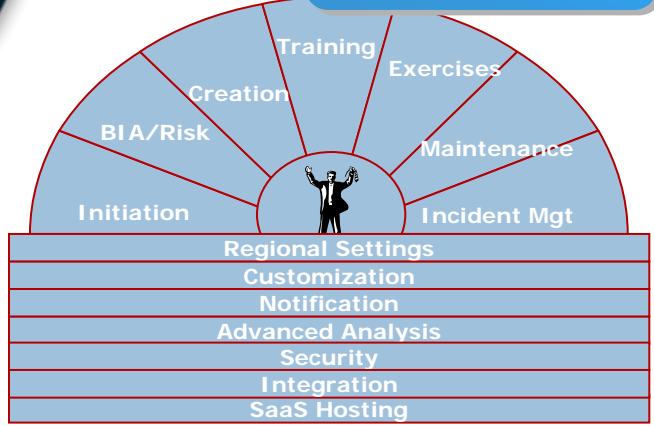 Initiation
BIA/Risk
Creation
Training
Exercises
Maintenance
Incident Mgt
Regional Settings
Customization
Notification
Advanced Analysis
Security
Integration
SaaS Hosting